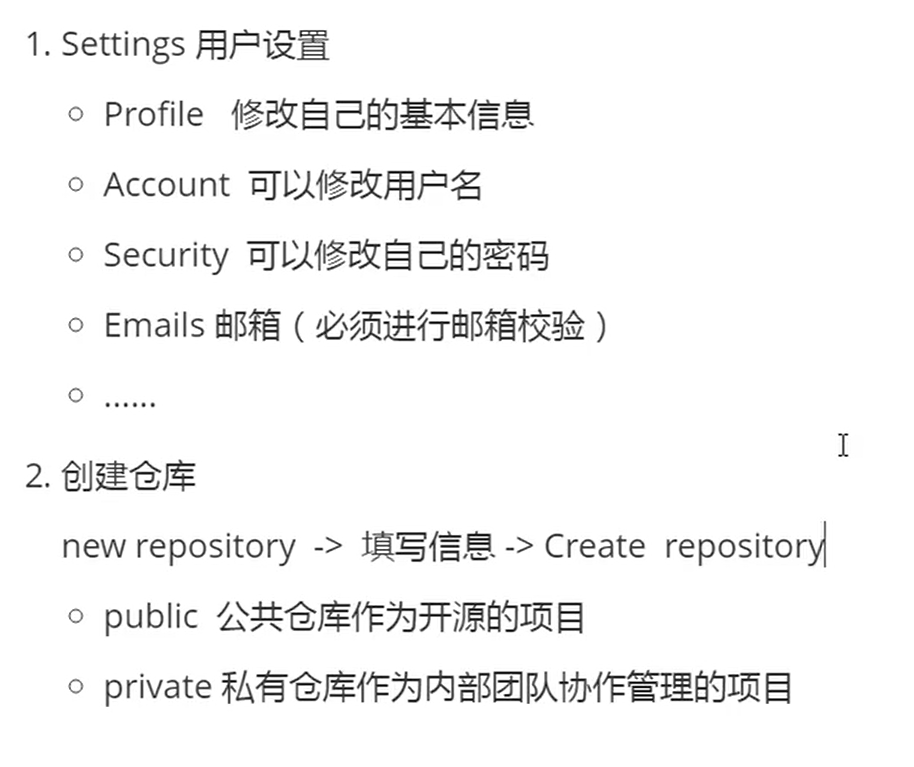 1. Settings 用户设置
○ Profile 修改自己的基本信息
○ Account 可以修改用户名
○ Security 可以修改自己的密码
○ Emails 邮箱（必须进行邮箱校验）
○ ......
2. 创建仓库
new repository -> 填写信息 -> Create repository
○ public 公共仓库作为开源的项目
○ private 私有仓库作为内部团队协作管理的项目